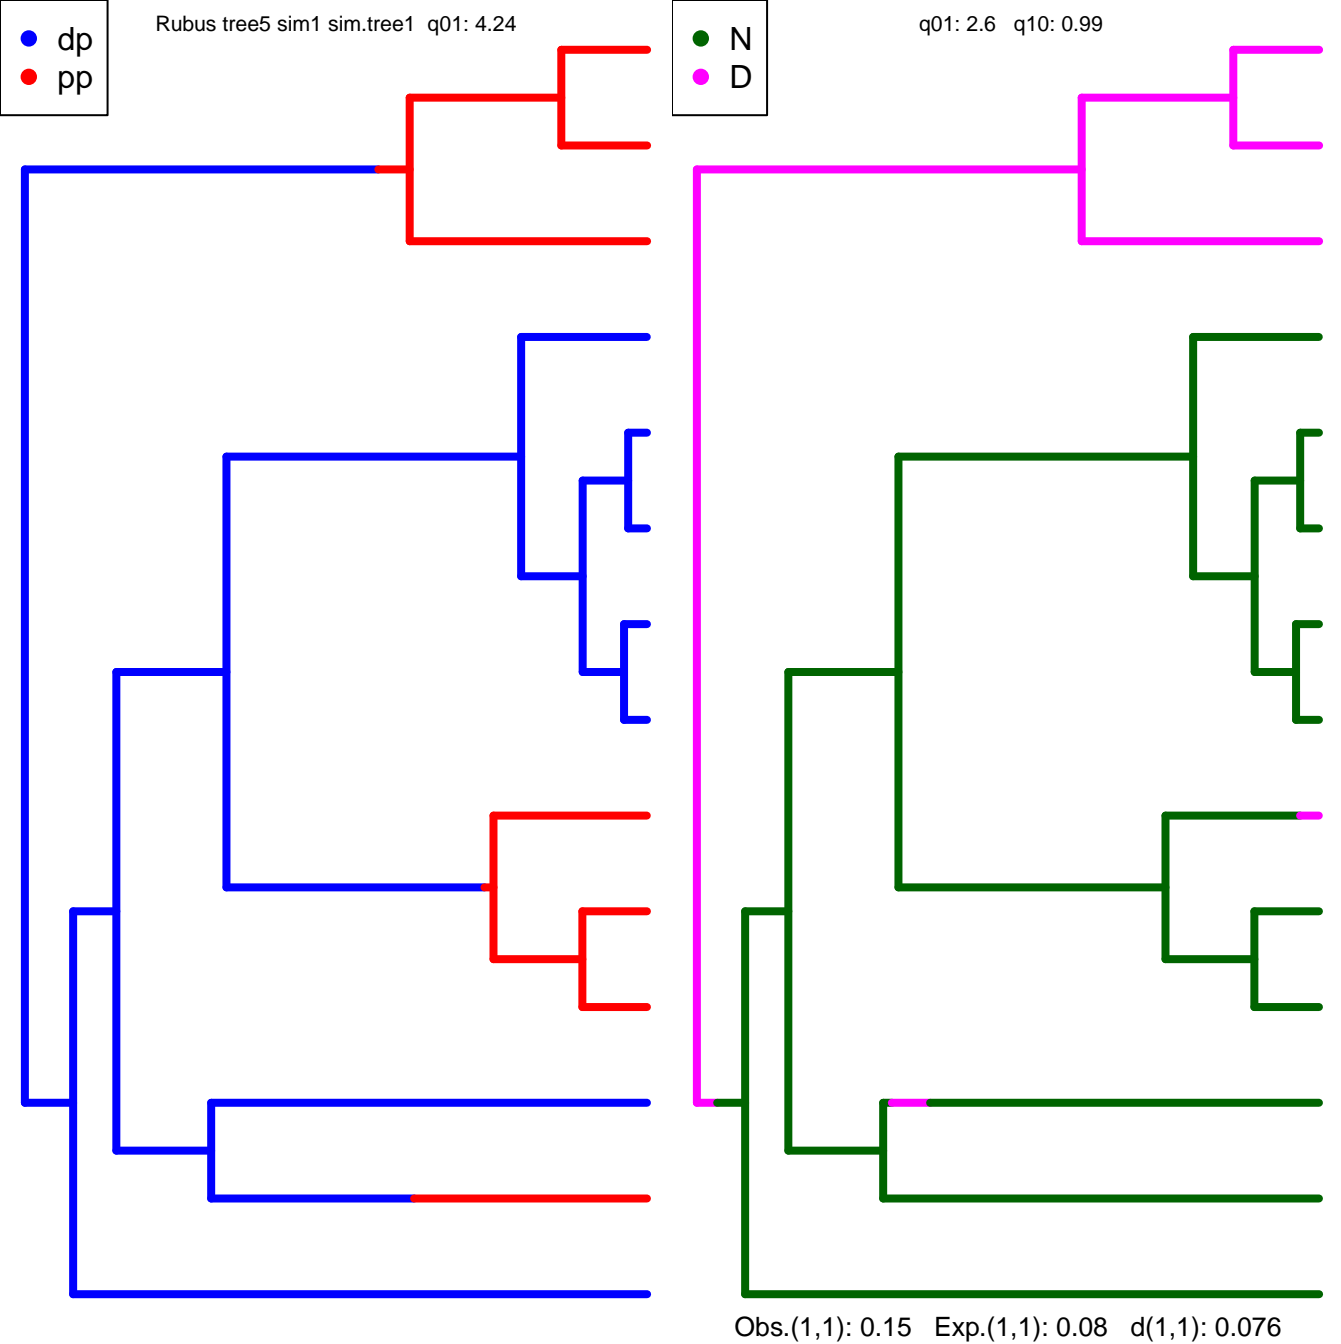 dp
pp
Rubus tree5 sim1 sim.tree1 q01: 4.24
N
D
q01: 2.6 q10: 0.99
Obs.(1,1): 0.15 Exp.(1,1): 0.08 d(1,1): 0.076